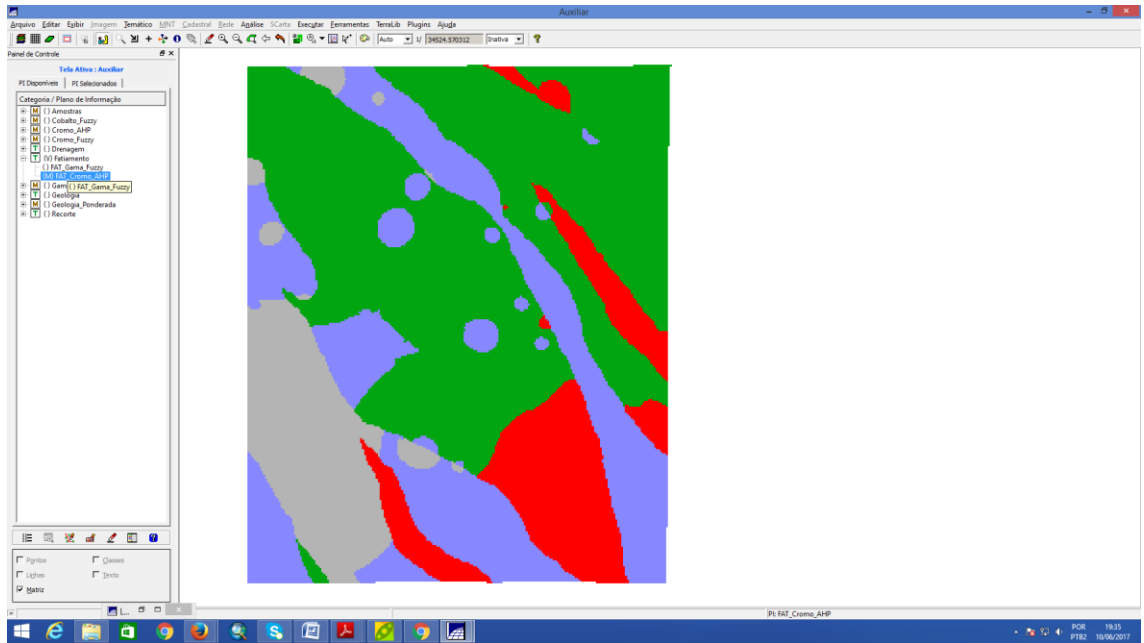 Auxiliar
Arquivo Editar Exibir Imagem Temático MNT Cadastral Rede Análise SCarta Executar Ferramentas TerraLib Plugins Ajuda
Auto 1/ 34524.570312 Inativa
Painel de Controle
Tela Ativa : Auxiliar
PI Disponíveis PI Selecionados
Categoria / Plano de Informação
M () Amostras
M () Cobalto_Fuzzy
M () Cromo_AHP
M () Cromo_Fuzzy
T () Drenagem
T (V) Fatiamento
() FAT_Gama_Fuzzy
(M) FAT_Cromo_AHP
M () Gam () FAT_Gama_Fuzzy
T () Geologia
M () Geologia_Ponderada
T () Recorte
Pontos Classes
Linhas Texto
Matriz
L...
PI: FAT_Cromo_AHP
POR 19:35
PTB2 10/06/2017